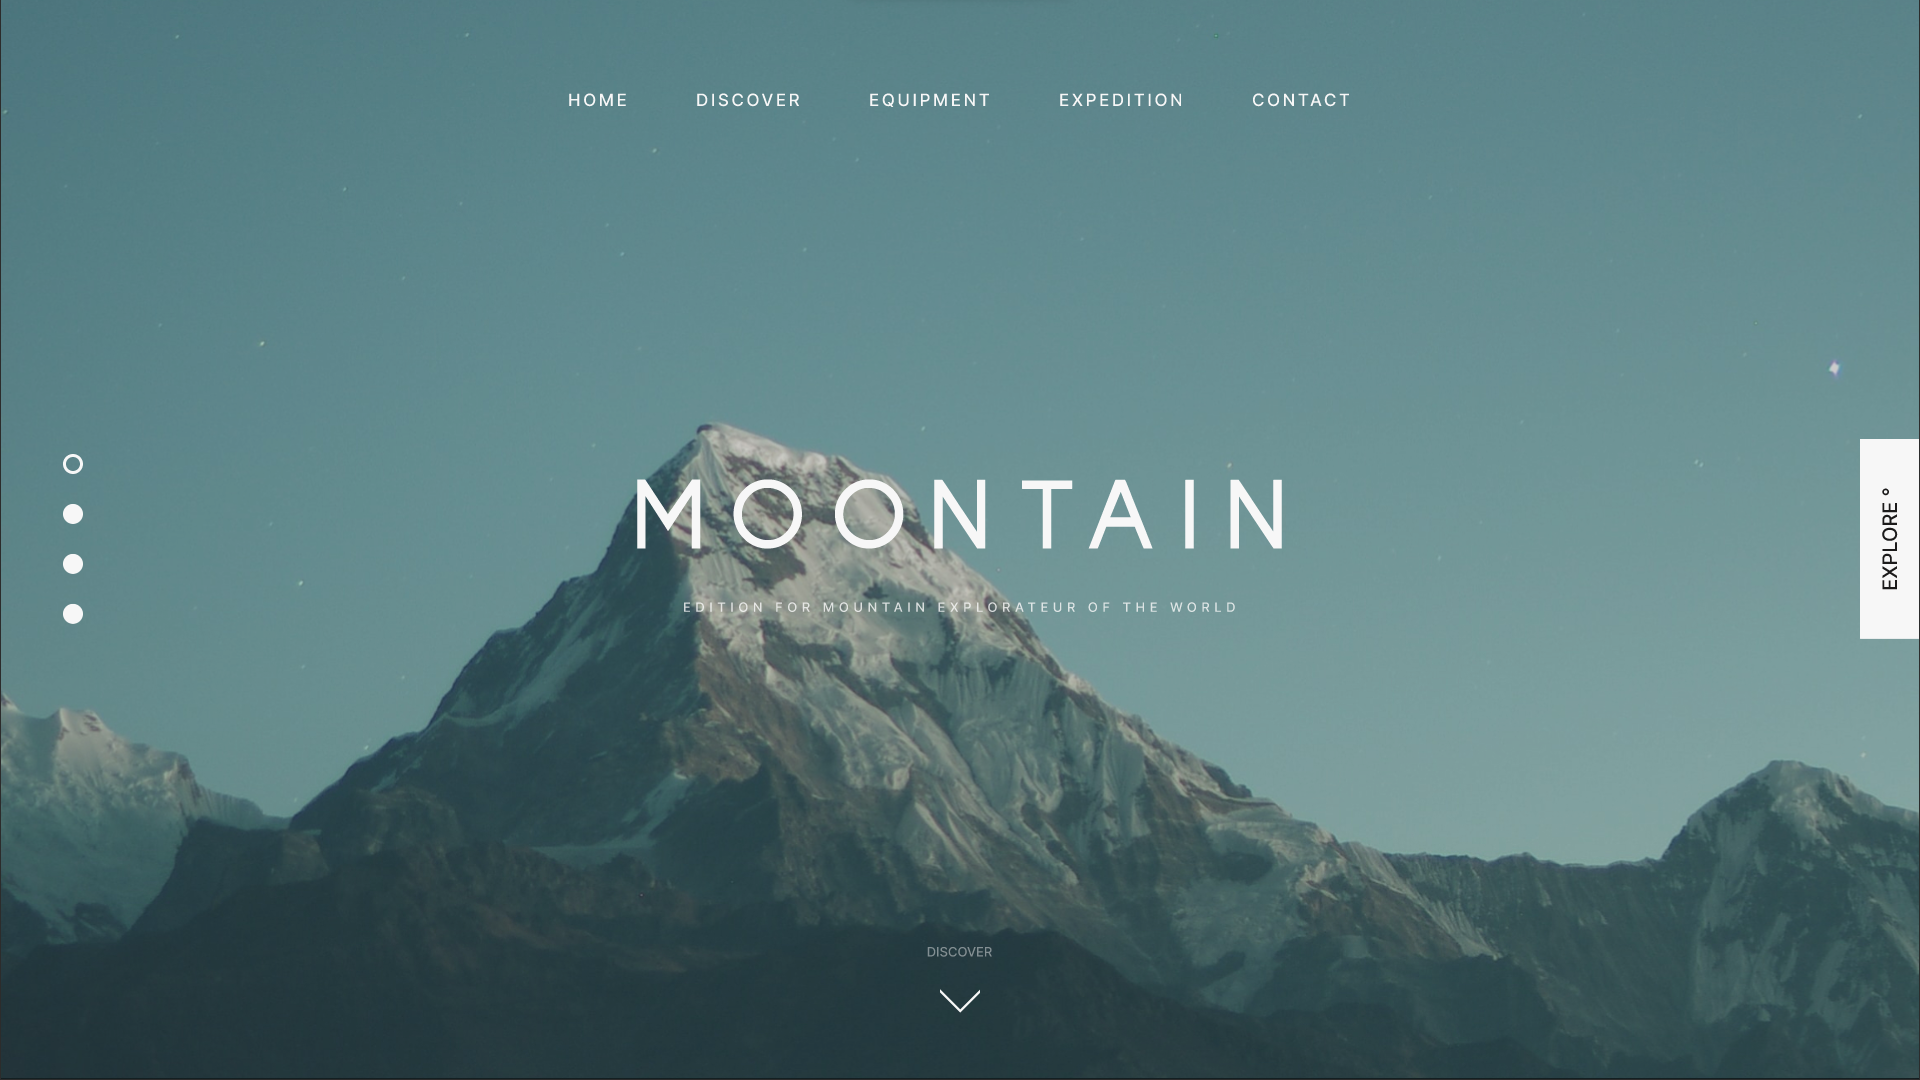 HOME DISCOVER EQUIPMENT EXPEDITION CONTACT
MOONTAIN
EDITION FOR MOUNTAIN EXPLORATEUR OF THE WORLD
EXPLORE °
DISCOVER